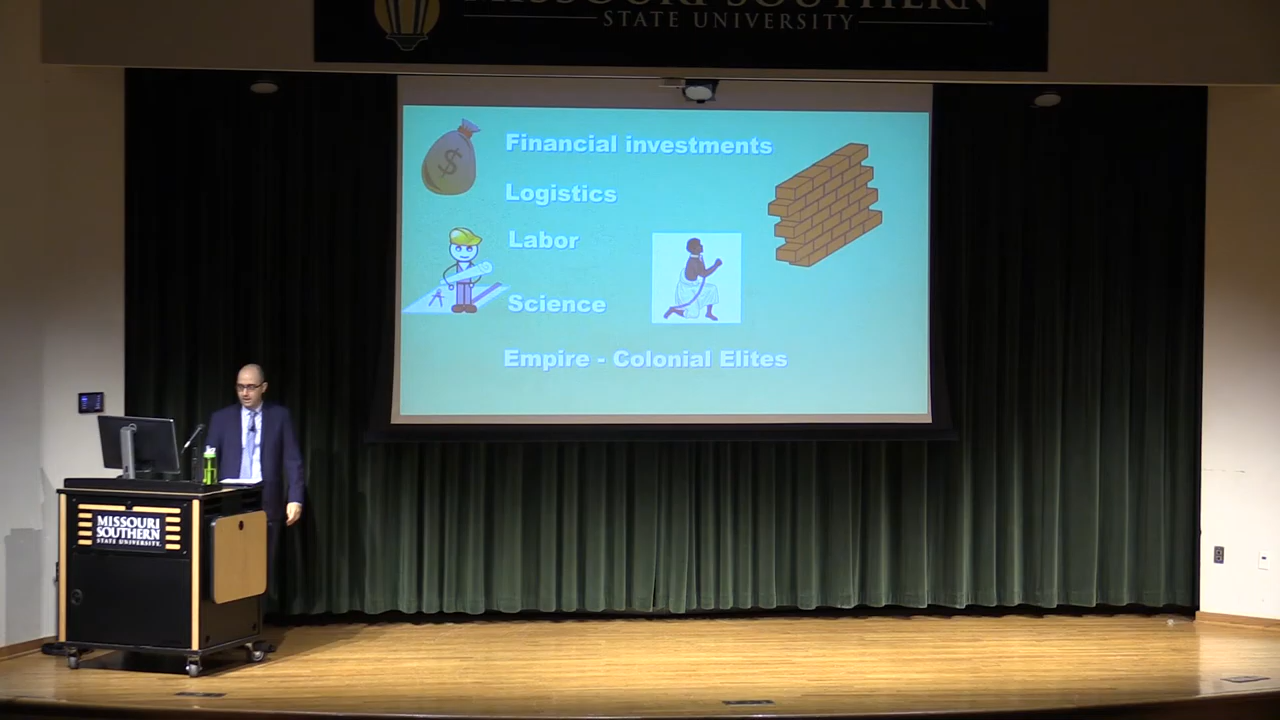 MISSOURI SOUTHERN
STATE UNIVERSITY
Financial investments
Logistics
Labor
Science
Empire - Colonial Elites
$
MISSOURI
SOUTHERN
STATE UNIVERSITY